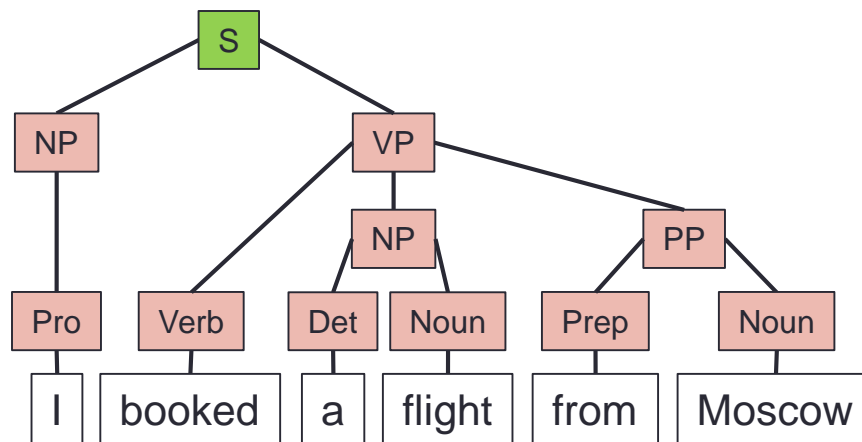 S
NP VP
NP PP
Pro Verb Det Noun Prep Noun
I booked a flight from Moscow